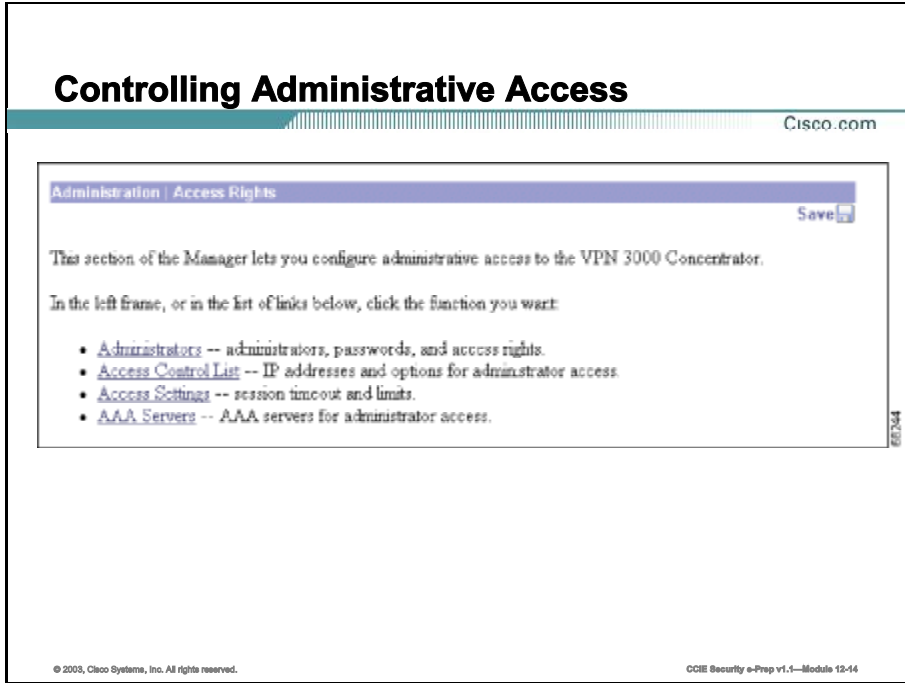 Controlling Administrative Access
Cisco.com
Administration | Access Rights
Save
This section of the Manager lets you configure administrative access to the VPN 3000 Concentrator.
In the left frame, or in the list of links below, click the function you want:
Administrators -- administrators, passwords, and access rights.
Access Control List -- IP addresses and options for administrator access.
Access Settings -- session timeout and limits.
AAA Servers -- AAA servers for administrator access.
68244
© 2003, Cisco Systems, Inc. All rights reserved.
CCIE Security e-Prep v1.1—Module 12-14